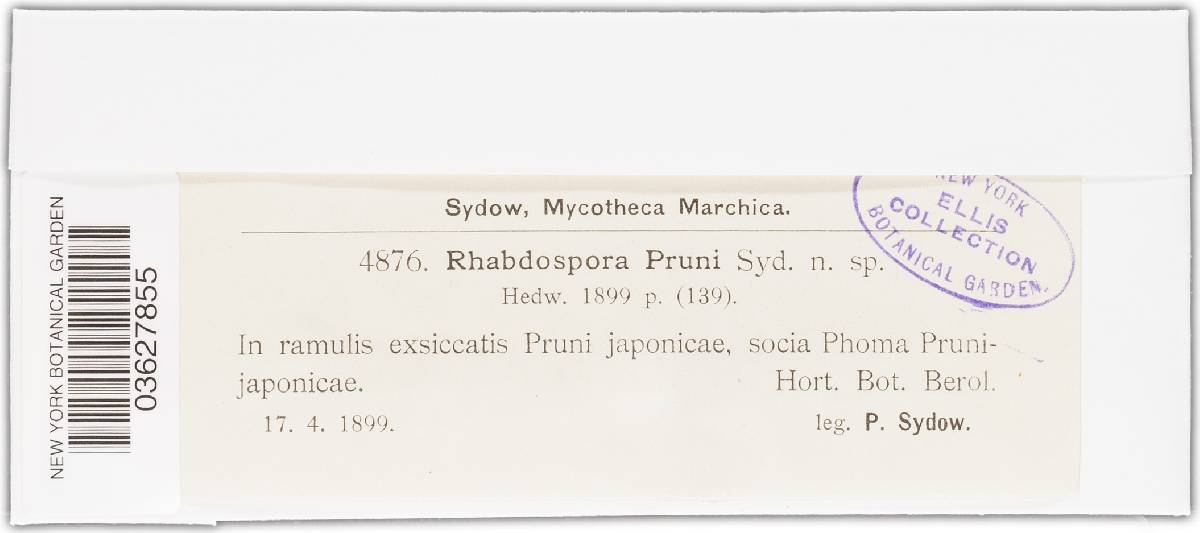 NEW YORK BOTANICAL GARDEN
03627855
Sydow, Mycotheca Marchica.
4876. Rhabdospora Pruni Syd. n. sp.
Hedw. 1899 p. (139).
In ramulis exsiccatis Pruni japonicae, socia Phoma Pruni-
japonicae. Hort. Bot. Berol.
17. 4. 1899. leg. P. Sydow.
NEW YORK
ELLIS
COLLECTION
BOTANICAL GARDEN.